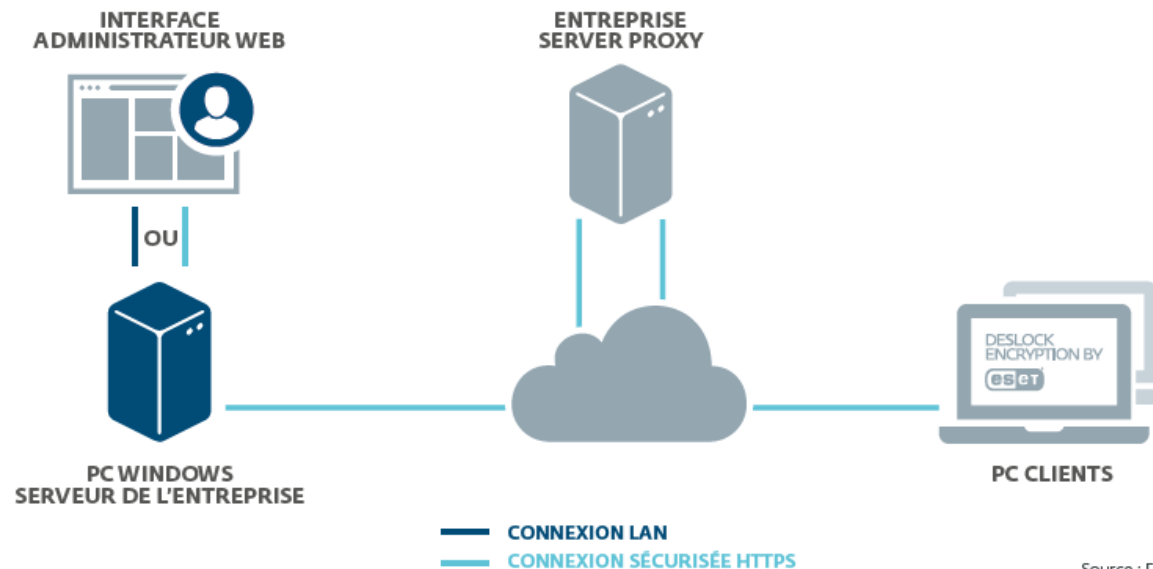 INTERFACE
ADMINISTRATEUR WEB
ENTREPRISE
SERVER PROXY
OU
DESLOCK
ENCRYPTION BY
eset
PC WINDOWS
SERVEUR DE L'ENTREPRISE
PC CLIENTS
CONNEXION LAN
CONNEXION SÉCURISÉE HTTPS
Source :